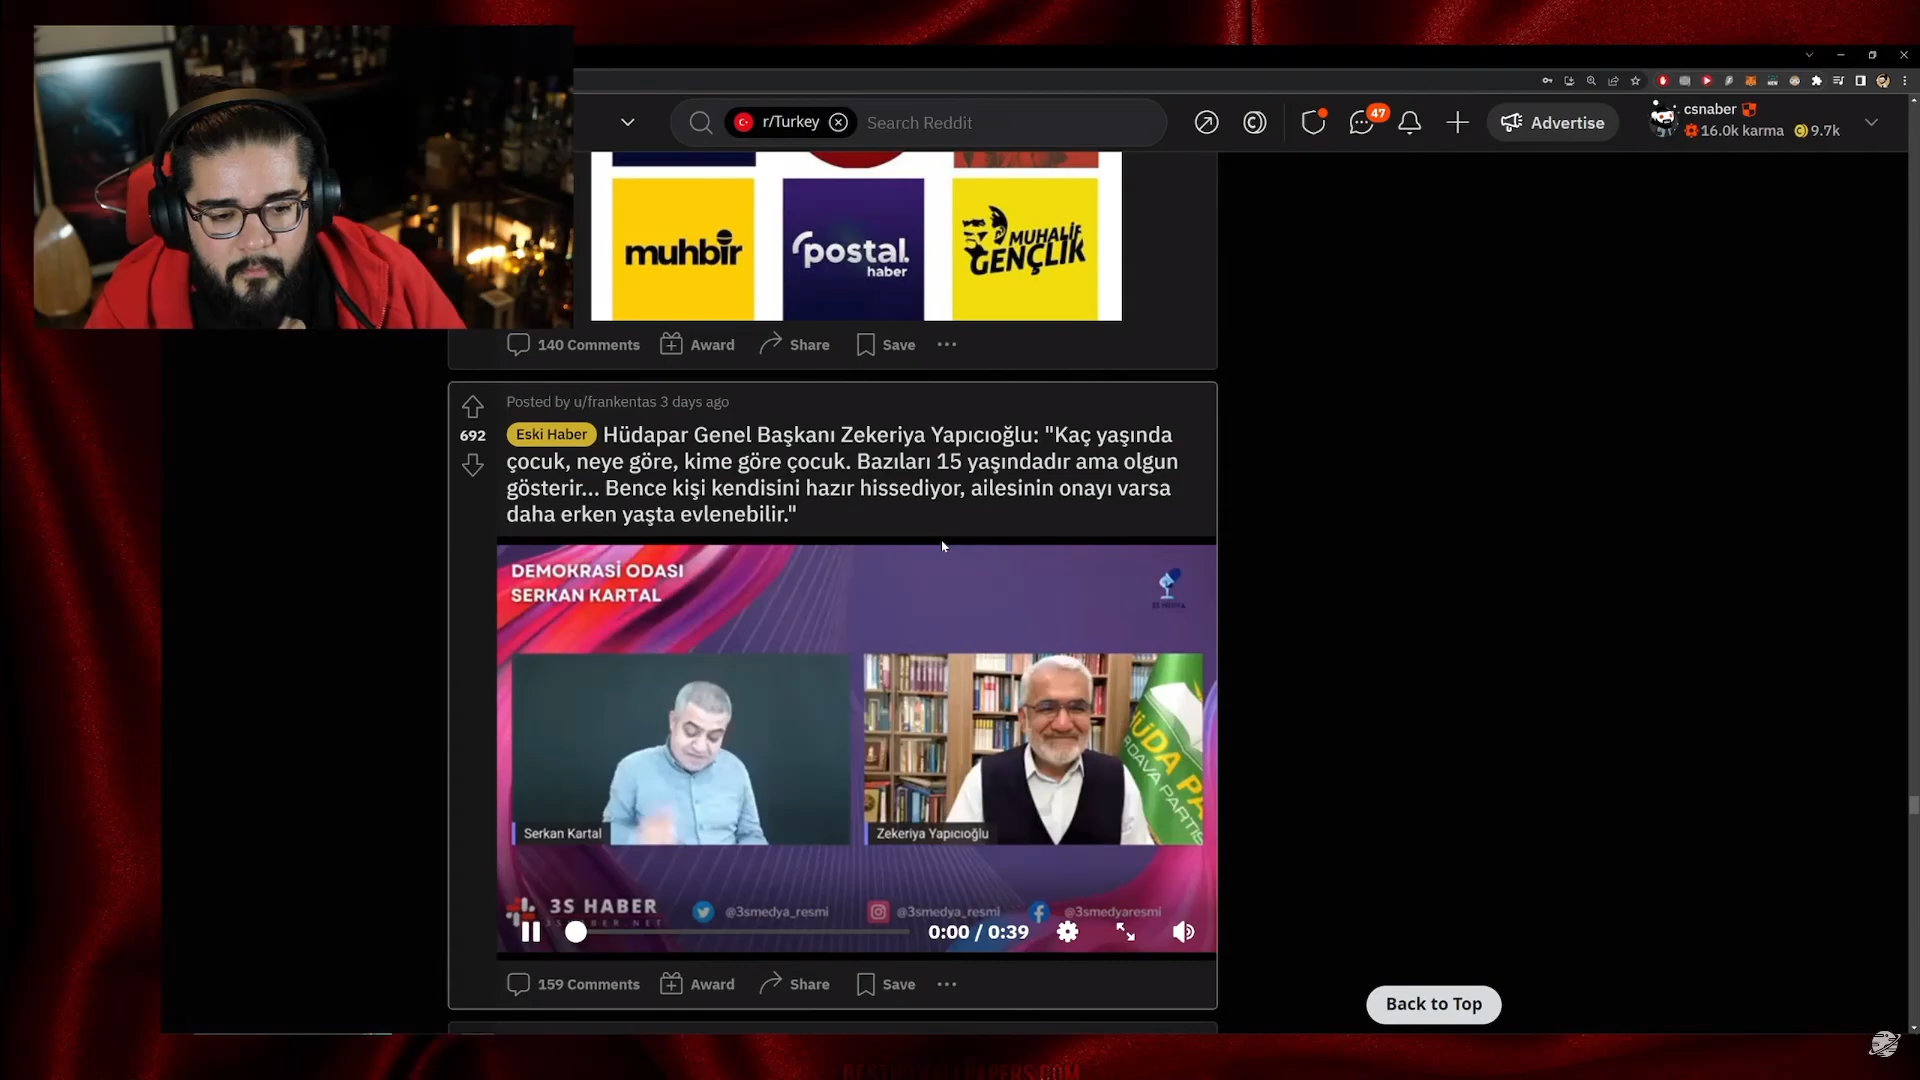 r/Turkey
Search Reddit
47
Advertise
csnaber
16.0k karma
9.7k
muhbir
postal.
haber
MUHALİF
GENÇLİK
140 Comments
Award
Share
Save
Posted by u/frankentas 3 days ago
692
Eski Haber
Hüdapar Genel Başkanı Zekeriya Yapıcıoğlu: "Kaç yaşında
çocuk, neye göre, kime göre çocuk. Bazıları 15 yaşındadır ama olgun
gösterir... Bence kişi kendisini hazır hissediyor, ailesinin onayı varsa
daha erken yaşta evlenebilir."
DEMOKRASİ ODASI
SERKAN KARTAL
3S MEDYA
Serkan Kartal
Zekeriya Yapıcıoğlu
3S HABER
@3smedya_resmi
@3smedya_resmi
@3smedyaresmi
0:00 / 0:39
159 Comments
Award
Share
Save
Back to Top